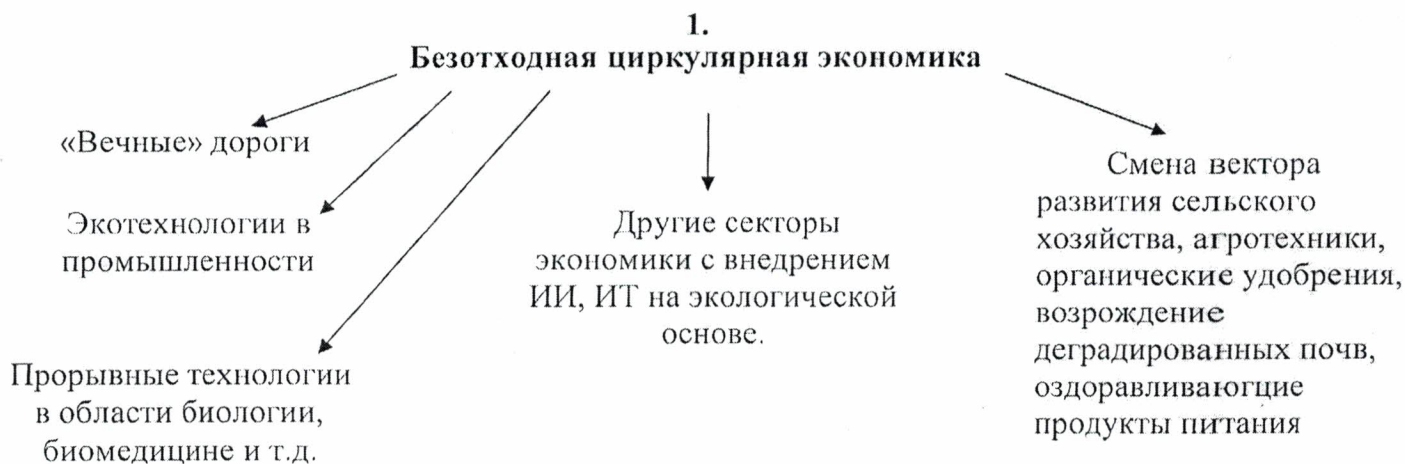 1.
Безотходная циркулярная экономика
«Вечные» дороги
Экотехнологии в
промышленности
Прорывные технологии
в области биологии,
биомедицине и т.д.
Другие секторы
экономики с внедрением
ИИ, ИТ на экологической
основе.
Смена вектора
развития сельского
хозяйства, агротехники,
органические удобрения,
возрождение
деградированных почв,
оздоравливаюгцие
продукты питания